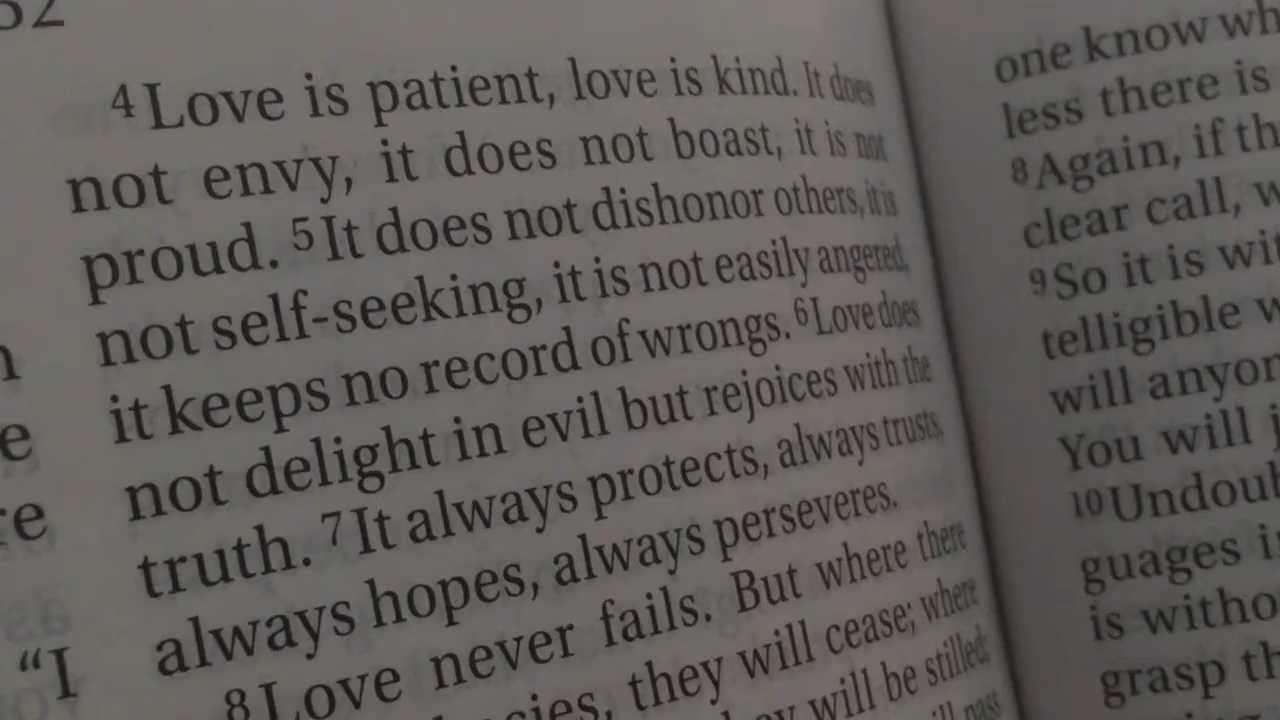 32
4 Love is patient, love is kind. It does
not envy, it does not boast, it is not
proud. 5 It does not dishonor others, it is
not self-seeking, it is not easily angered,
it keeps no record of wrongs. 6 Love does
not delight in evil but rejoices with the
truth. 7 It always protects, always trusts,
always hopes, always perseveres.
8 Love never fails. But where there
cies, they will cease; where
will be stilled;
pass
"I
one know wh
less there is
8 Again, if th
clear call, w
9 So it is wi
telligible w
will anyor
You will
10 Undoul
guages i
is witho
grasp th